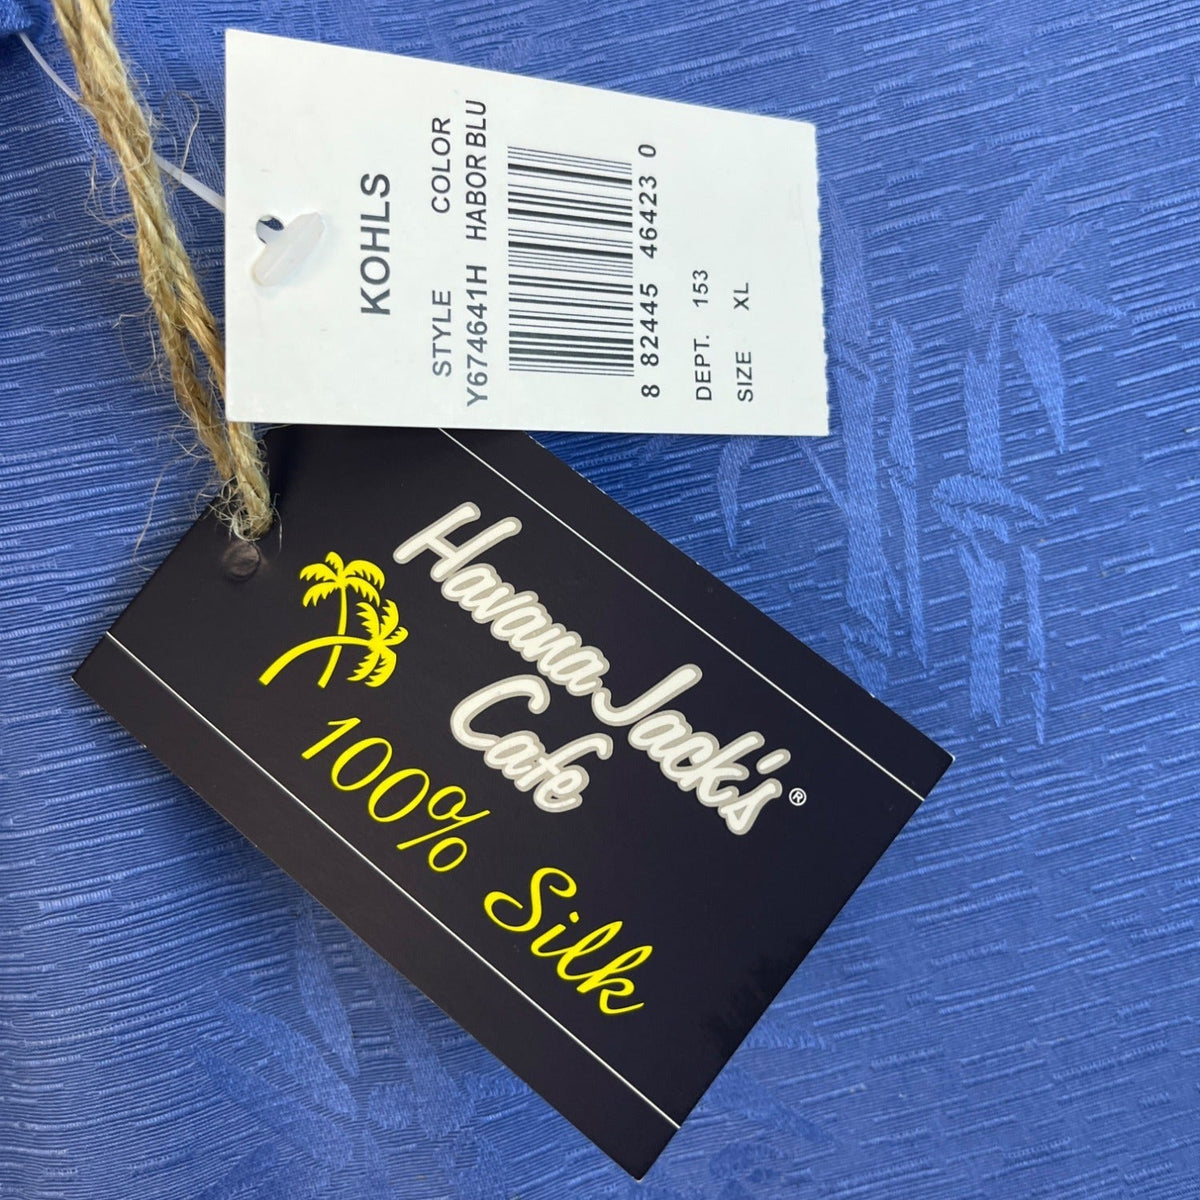 KOHLS
STYLE COLOR
Y674641H HABOR BLU
8 82445 46423 0
DEPT. 153
SIZE XL
Havana Jack's®
Cafe
100% Silk